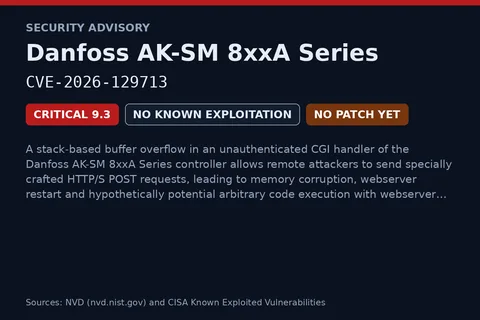 SECURITY ADVISORY
Danfoss AK-SM 8xxA Series
CVE-2026-129713
CRITICAL 9.3 NO KNOWN EXPLOITATION NO PATCH YET
A stack-based buffer overflow in an unauthenticated CGI handler of the
Danfoss AK-SM 8xxA Series controller allows remote attackers to send specially
crafted HTTP/S POST requests, leading to memory corruption, webserver
restart and hypothetically potential arbitrary code execution with webserver...
Sources: NVD (nvd.nist.gov) and CISA Known Exploited Vulnerabilities